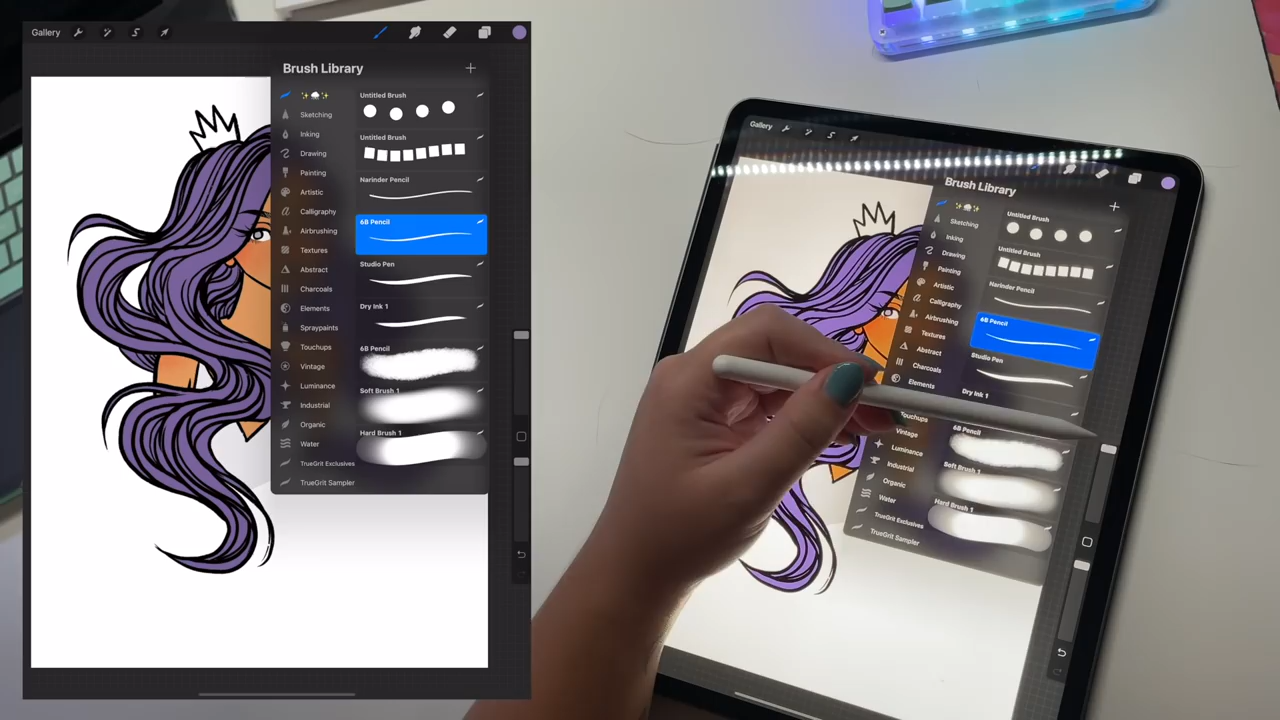 Gallery
Brush Library
Untitled Brush
Sketching
Inking
Untitled Brush
Drawing
Painting
Narinder Pencil
Artistic
Calligraphy
6B Pencil
Airbrushing
Textures
Studio Pen
Abstract
Charcoals
Elements
Dry Ink 1
Spraypaints
Touchups
6B Pencil
Vintage
Luminance
Soft Brush 1
Industrial
Organic
Hard Brush 1
Water
TrueGrit Exclusives
TrueGrit Sampler
Gallery
Brush Library
Untitled Brush
Sketching
Inking
Untitled Brush
Drawing
Painting
Narinder Pencil
Artistic
Calligraphy
6B Pencil
Airbrushing
Textures
Studio Pen
Abstract
Charcoals
Elements
Dry Ink 1
Touchups
6B Pencil
Vintage
Luminance
Soft Brush 1
Industrial
Organic
Hard Brush 1
Water
TrueGrit Exclusives
TrueGrit Sampler